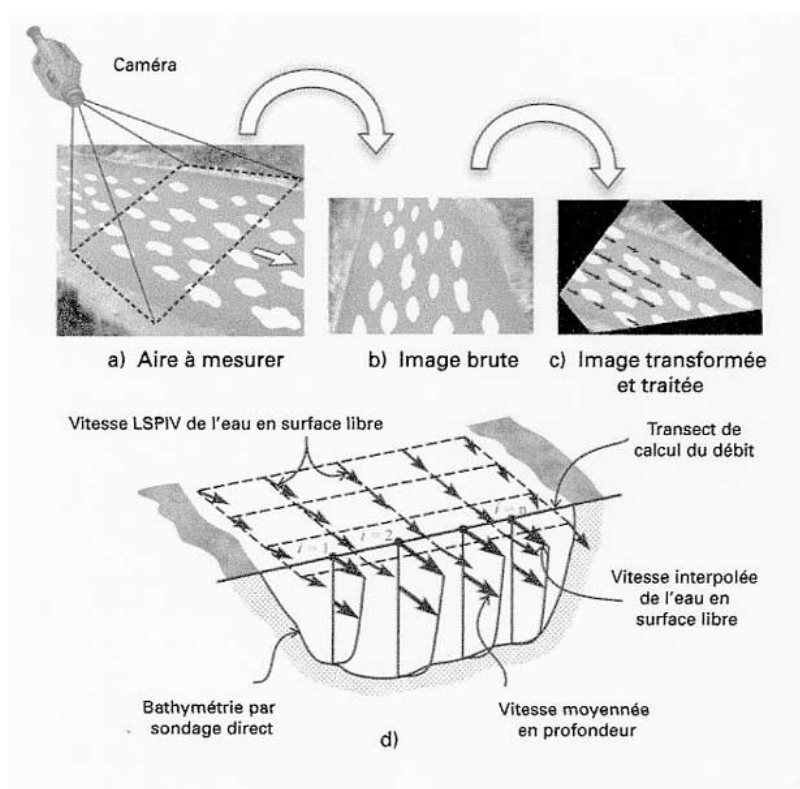 Caméra
a) Aire à mesurer
b) Image brute
c) Image transformée
et traitée
Vitesse LSPIV de l'eau en surface libre
Transect de
calcul du débit
i = 1
i = 2
i = n
Vitesse interpolée
de l'eau en
surface libre
Bathymétrie par
sondage direct
Vitesse moyennée
en profondeur
d)